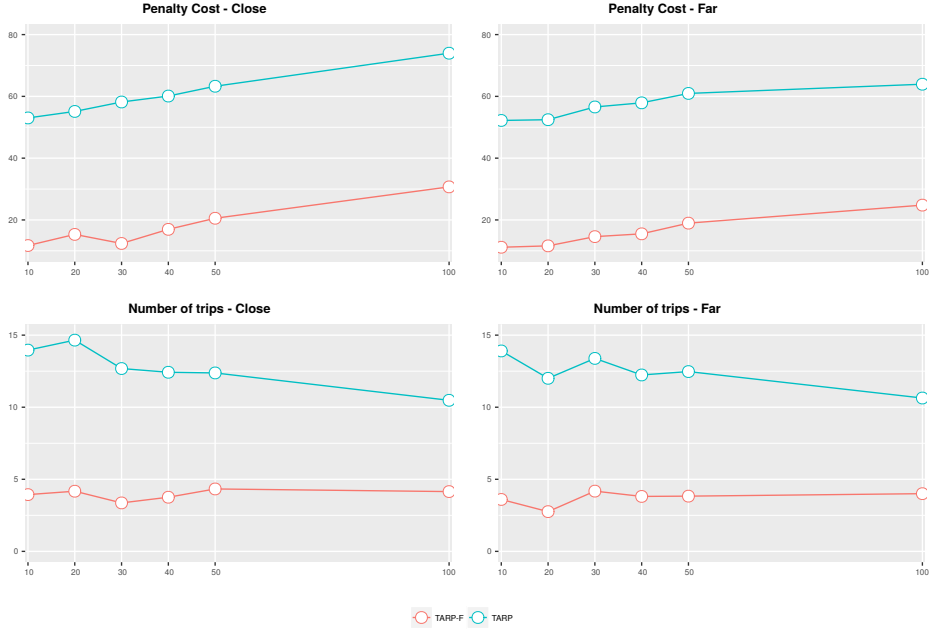 Penalty Cost - Close
80
60
40
20
10 20 30 40 50 100
Penalty Cost - Far
80
60
40
20
10 20 30 40 50 100
Number of trips - Close
15
10
5
0
10 20 30 40 50 100
Number of trips - Far
15
10
5
0
10 20 30 40 50 100
TARP-F TARP